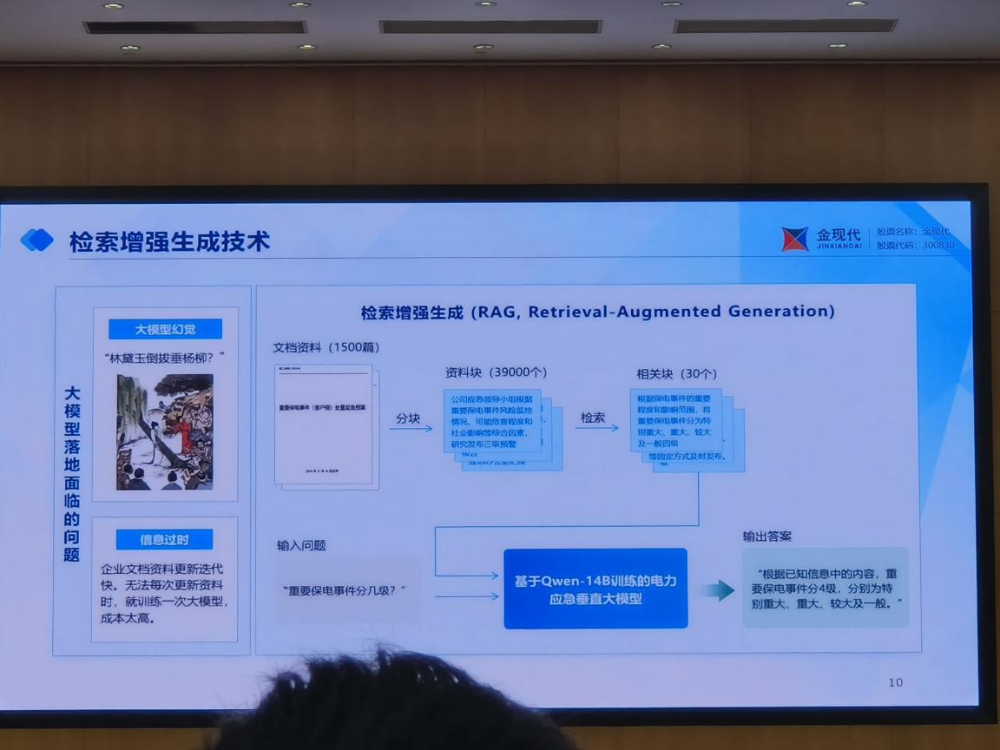 检索增强生成技术
金现代
JINXIANDAI
股票名称：金现代
股票代码：300830
大模型落地面临的问题
大模型幻觉
“林黛玉倒拔垂杨柳？”
信息过时
企业文档资料更新迭代
快。无法每次更新资料
时，就训练一次大模型，
成本太高。
检索增强生成 (RAG, Retrieval-Augmented Generation)
文档资料（1500篇）
重要保电事件（客户侧）处置应急预案
分块
资料块（39000个）
公司应急领导小组根据
重要保电事件风险监控
情况、可能危害程度和
社会影响等综合因素，
研究发布三级预警
检索
相关块（30个）
根据保电事件的重要
程度和影响范围，将
重要保电事件分为特
别重大、重大、较大
及一般四级
等固定方式及时发布。
输入问题
“重要保电事件分几级？”
基于Qwen-14B训练的电力
应急垂直大模型
输出答案
“根据已知信息中的内容，重
要保电事件分4级，分别为特
别重大、重大、较大及一般。”
10